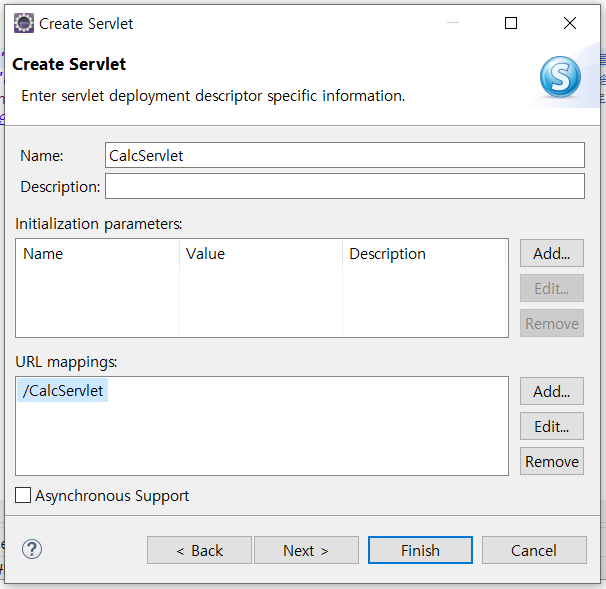 Create Servlet
Create Servlet
Enter servlet deployment descriptor specific information.
Name: CalcServlet
Description:
Initialization parameters:
Name Value Description
Add...
Edit...
Remove
URL mappings:
/CalcServlet
Add...
Edit...
Remove
Asynchronous Support
? < Back Next > Finish Cancel